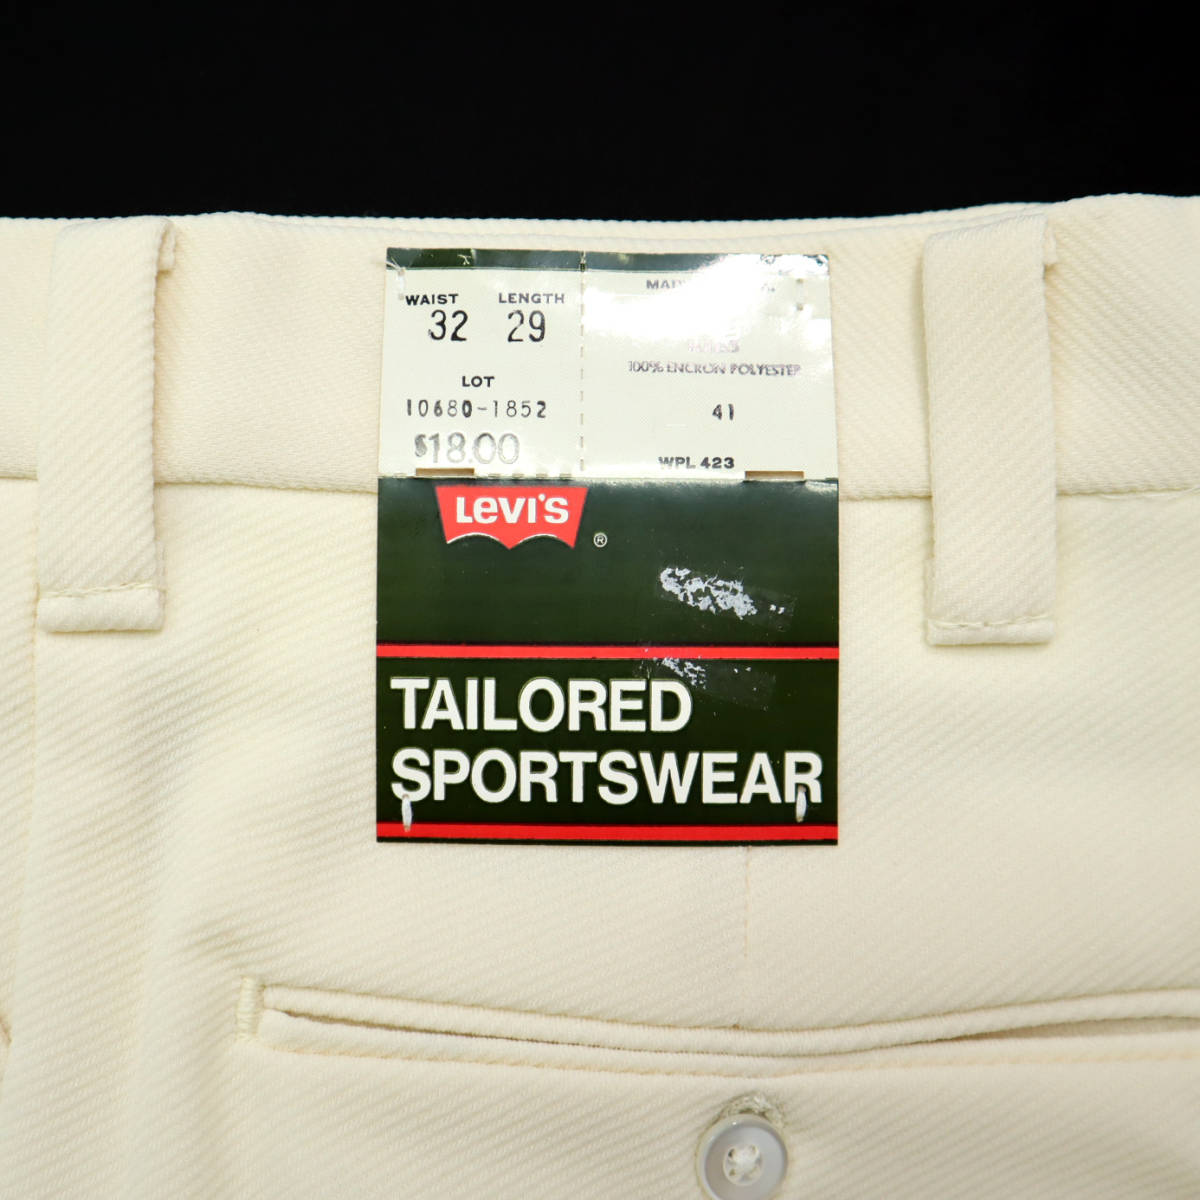 WAIST LENGTH
32 29
LOT
10680-1852
$18.00
100% ENCRON POLYESTER
41
WPL 423
Levi's ®
TAILORED
SPORTSWEAR